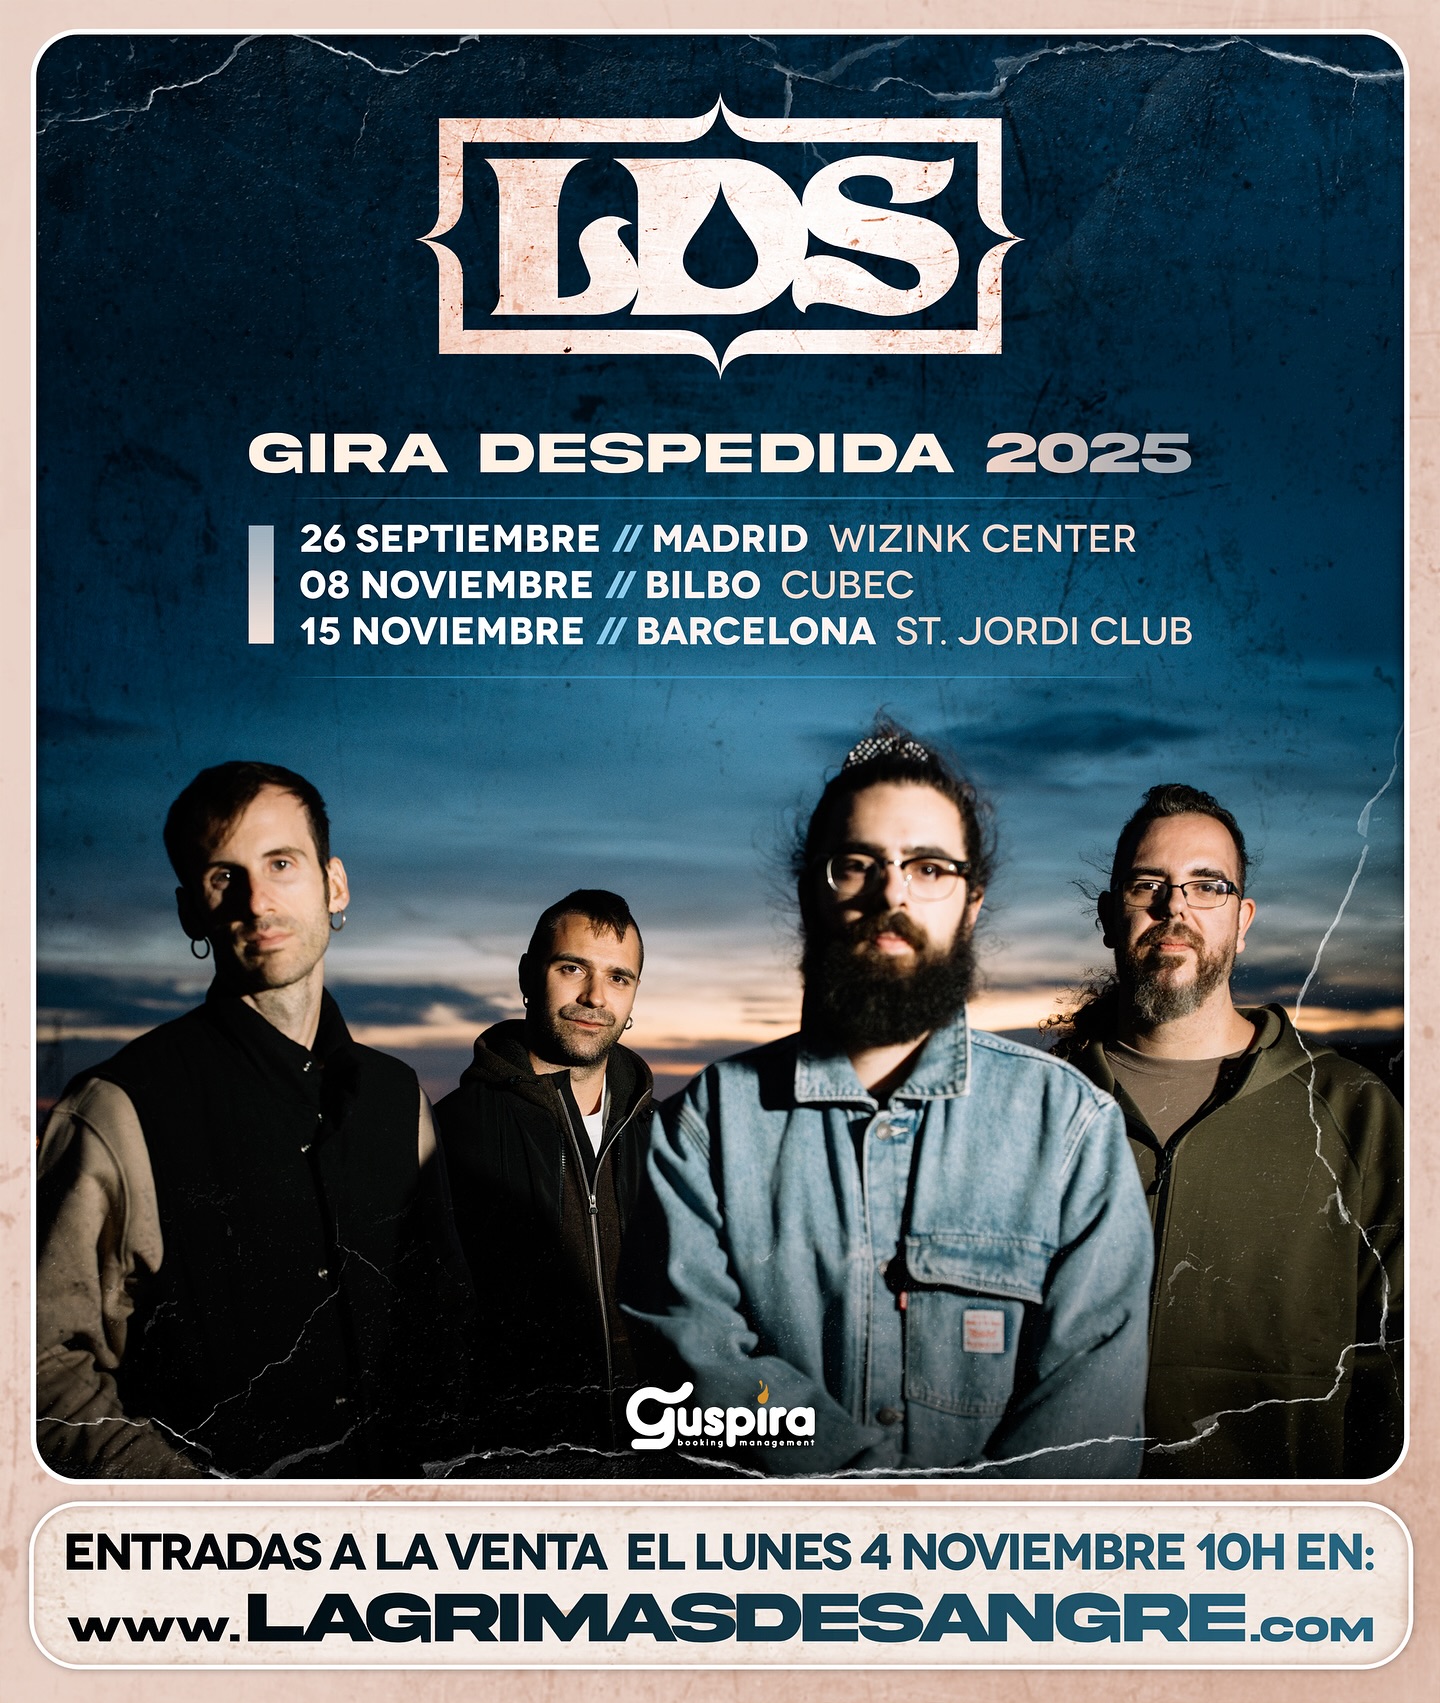 LDS
GIRA DESPEDIDA 2025
26 SEPTIEMBRE // MADRID WIZINK CENTER
08 NOVIEMBRE // BILBO CUBEC
15 NOVIEMBRE // BARCELONA ST. JORDI CLUB
Guspira
booking management
ENTRADAS A LA VENTA EL LUNES 4 NOVIEMBRE 10H EN:
www.LAGRIMASDESANGRE.COM